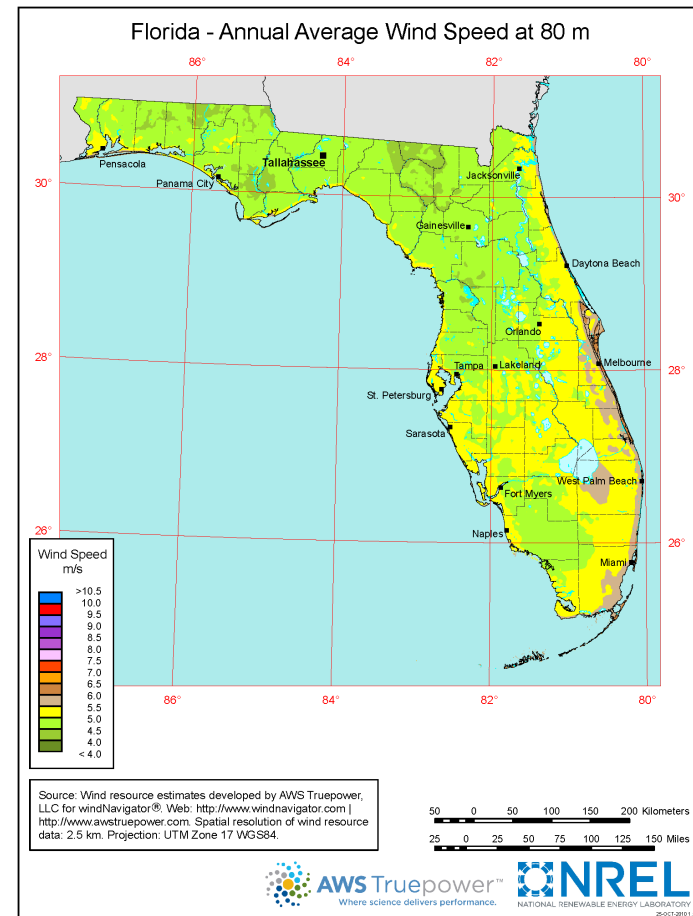 Florida - Annual Average Wind Speed at 80 m
86°
84°
82°
80°
Pensacola
Tallahassee
Panama City
Jacksonville
30°
30°
Gainesville
Daytona Beach
Orlando
28°
Melbourne
28°
Tampa
Lakeland
St. Petersburg
Sarasota
West Palm Beach
Fort Myers
Naples
26°
26°
Miami
Wind Speed
m/s
>10.5
10.0
9.5
9.0
8.5
8.0
7.5
7.0
6.5
6.0
5.5
5.0
4.5
4.0
< 4.0
86°
84°
82°
80°
Source: Wind resource estimates developed by AWS Truepower,
LLC for windNavigator®. Web: http://www.windnavigator.com |
http://www.awstruepower.com. Spatial resolution of wind resource
data: 2.5 km. Projection: UTM Zone 17 WGS84.
50 0 50 100 150 200 Kilometers
25 0 25 50 75 100 125 150 Miles
AWS Truepower™
Where science delivers performance.
NREL
NATIONAL RENEWABLE ENERGY LABORATORY